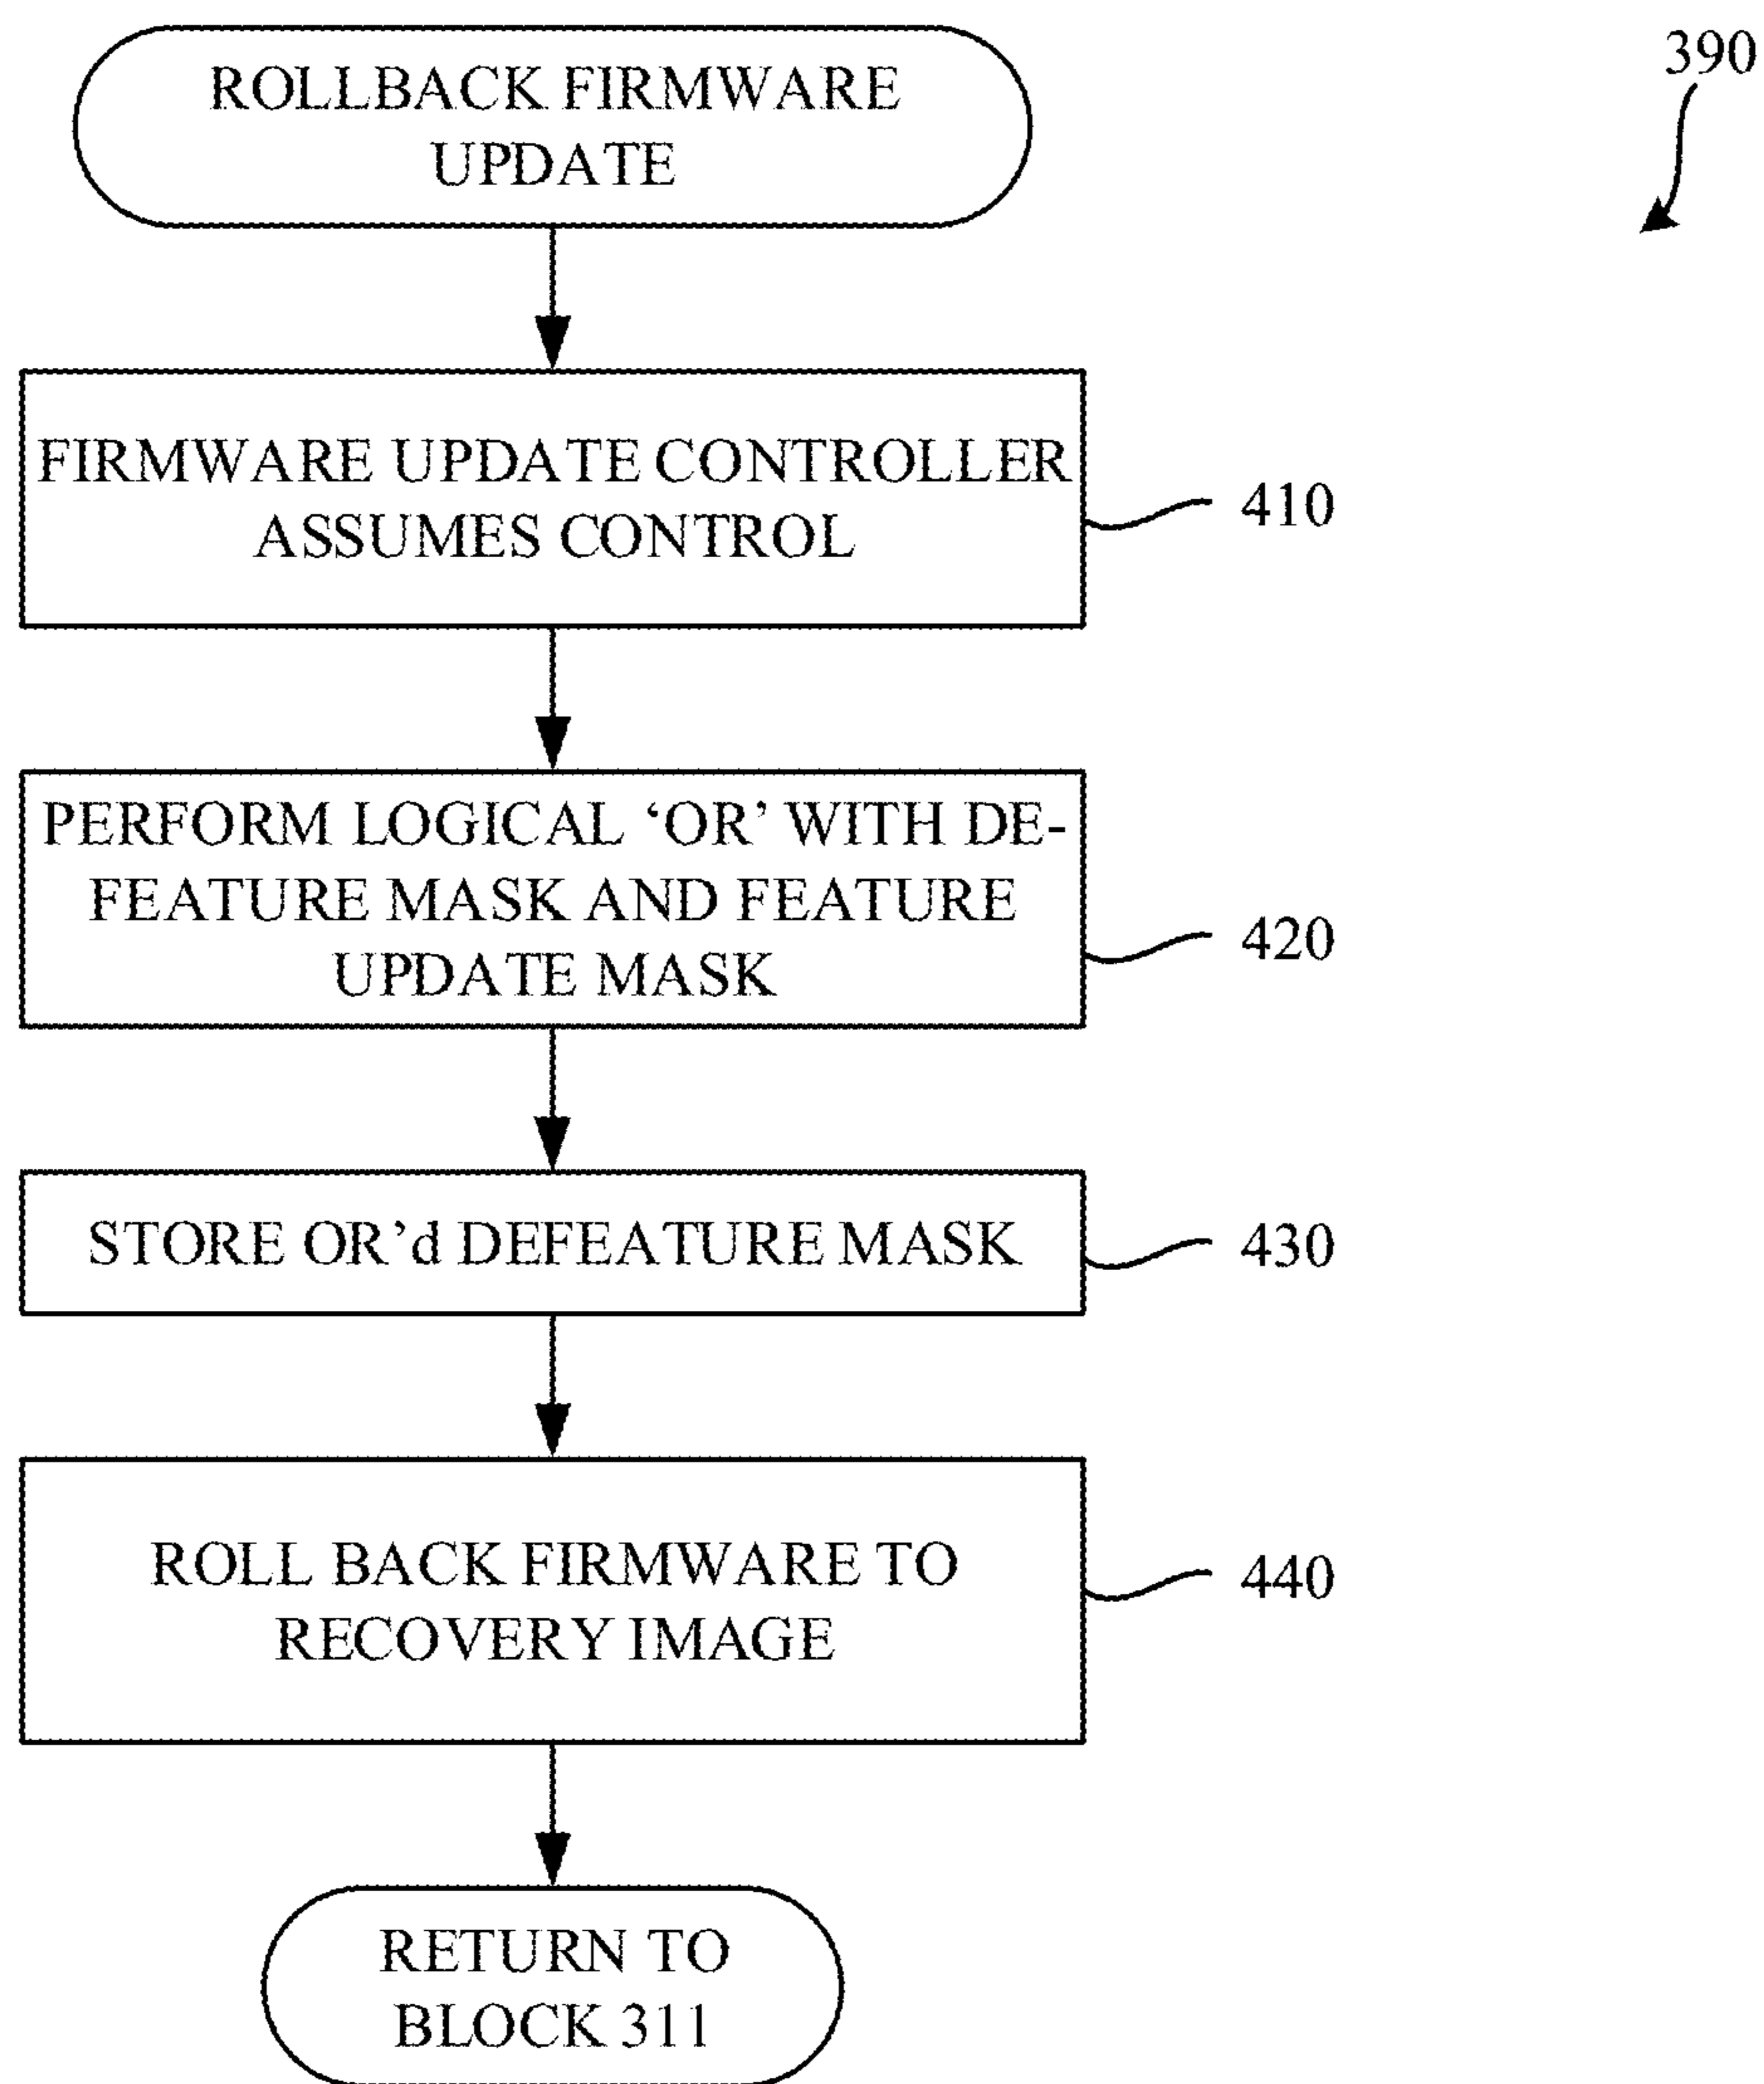 ROLLBACK FIRMWARE
UPDATE
390
FIRMWARE UPDATE CONTROLLER
ASSUMES CONTROL
410
PERFORM LOGICAL ‘OR’ WITH DE-
FEATURE MASK AND FEATURE
UPDATE MASK
420
STORE OR’d DEFEATURE MASK
430
ROLL BACK FIRMWARE TO
RECOVERY IMAGE
440
RETURN TO
BLOCK 311